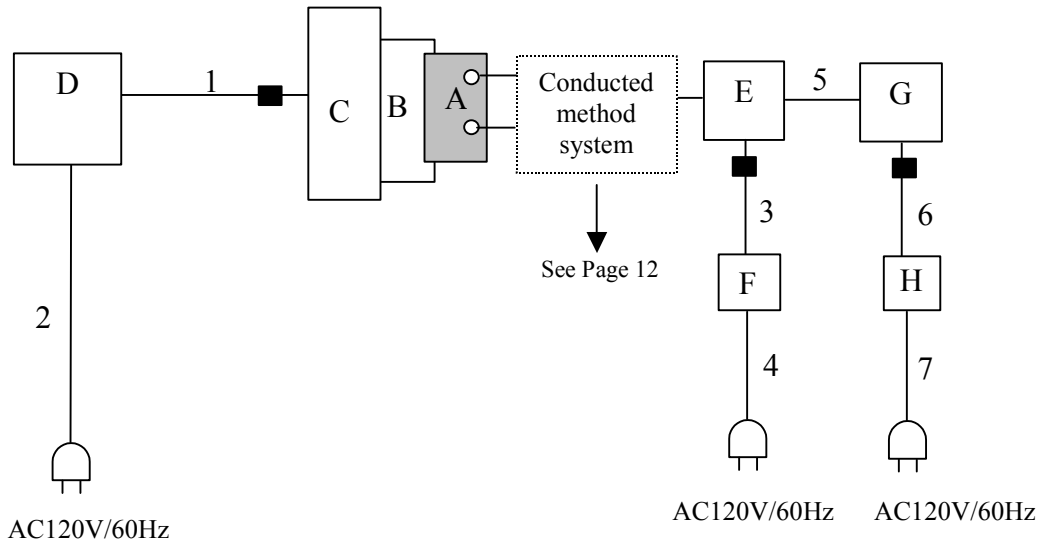 D
1
C
B
A
Conducted
method
system
E
5
G
See Page 12
3
6
F
H
2
4
7
AC120V/60Hz
AC120V/60Hz
AC120V/60Hz